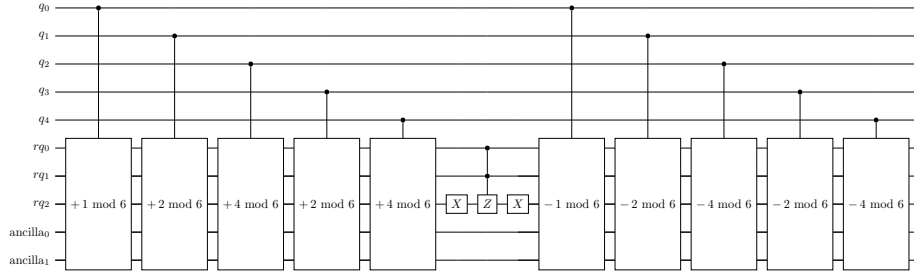 q₀
q₁
q₂
q₃
q₄
rq₀
rq₁
rq₂ +1 mod 6 +2 mod 6 +4 mod 6 +2 mod 6 +4 mod 6 X Z X −1 mod 6 −2 mod 6 −4 mod 6 −2 mod 6 −4 mod 6
ancilla₀
ancilla₁